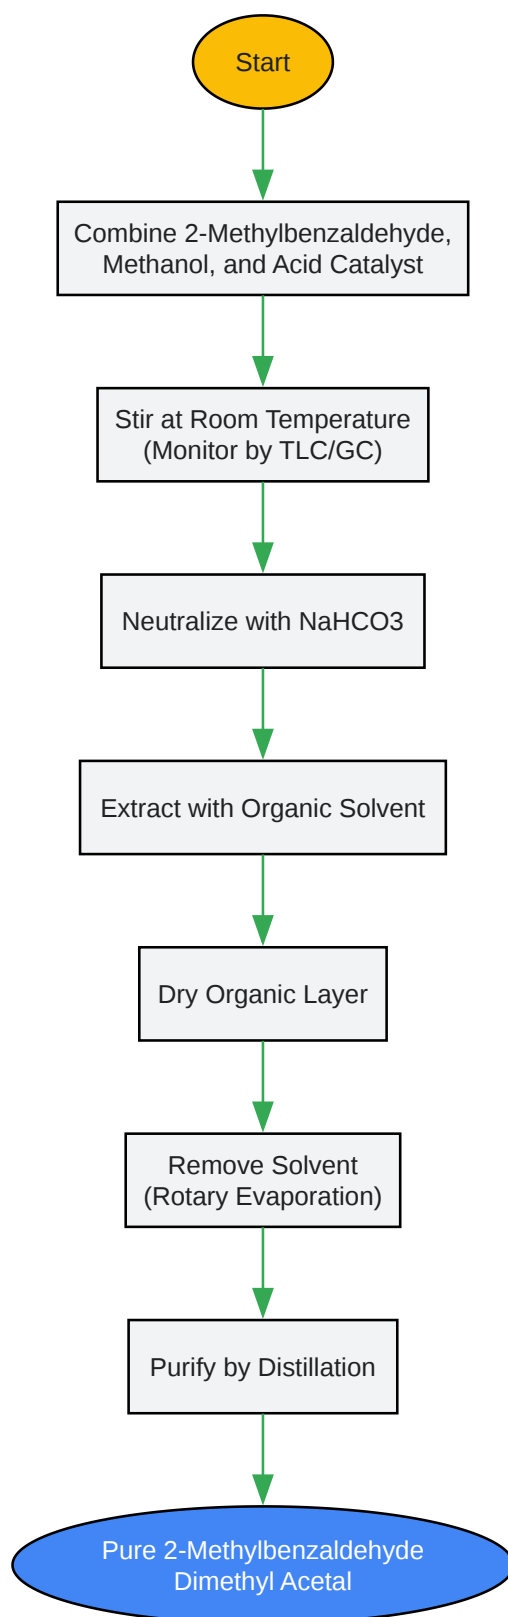 Start
Combine 2-Methylbenzaldehyde,
Methanol, and Acid Catalyst
Stir at Room Temperature
(Monitor by TLC/GC)
Neutralize with NaHCO3
Extract with Organic Solvent
Dry Organic Layer
Remove Solvent
(Rotary Evaporation)
Purify by Distillation
Pure 2-Methylbenzaldehyde
Dimethyl Acetal